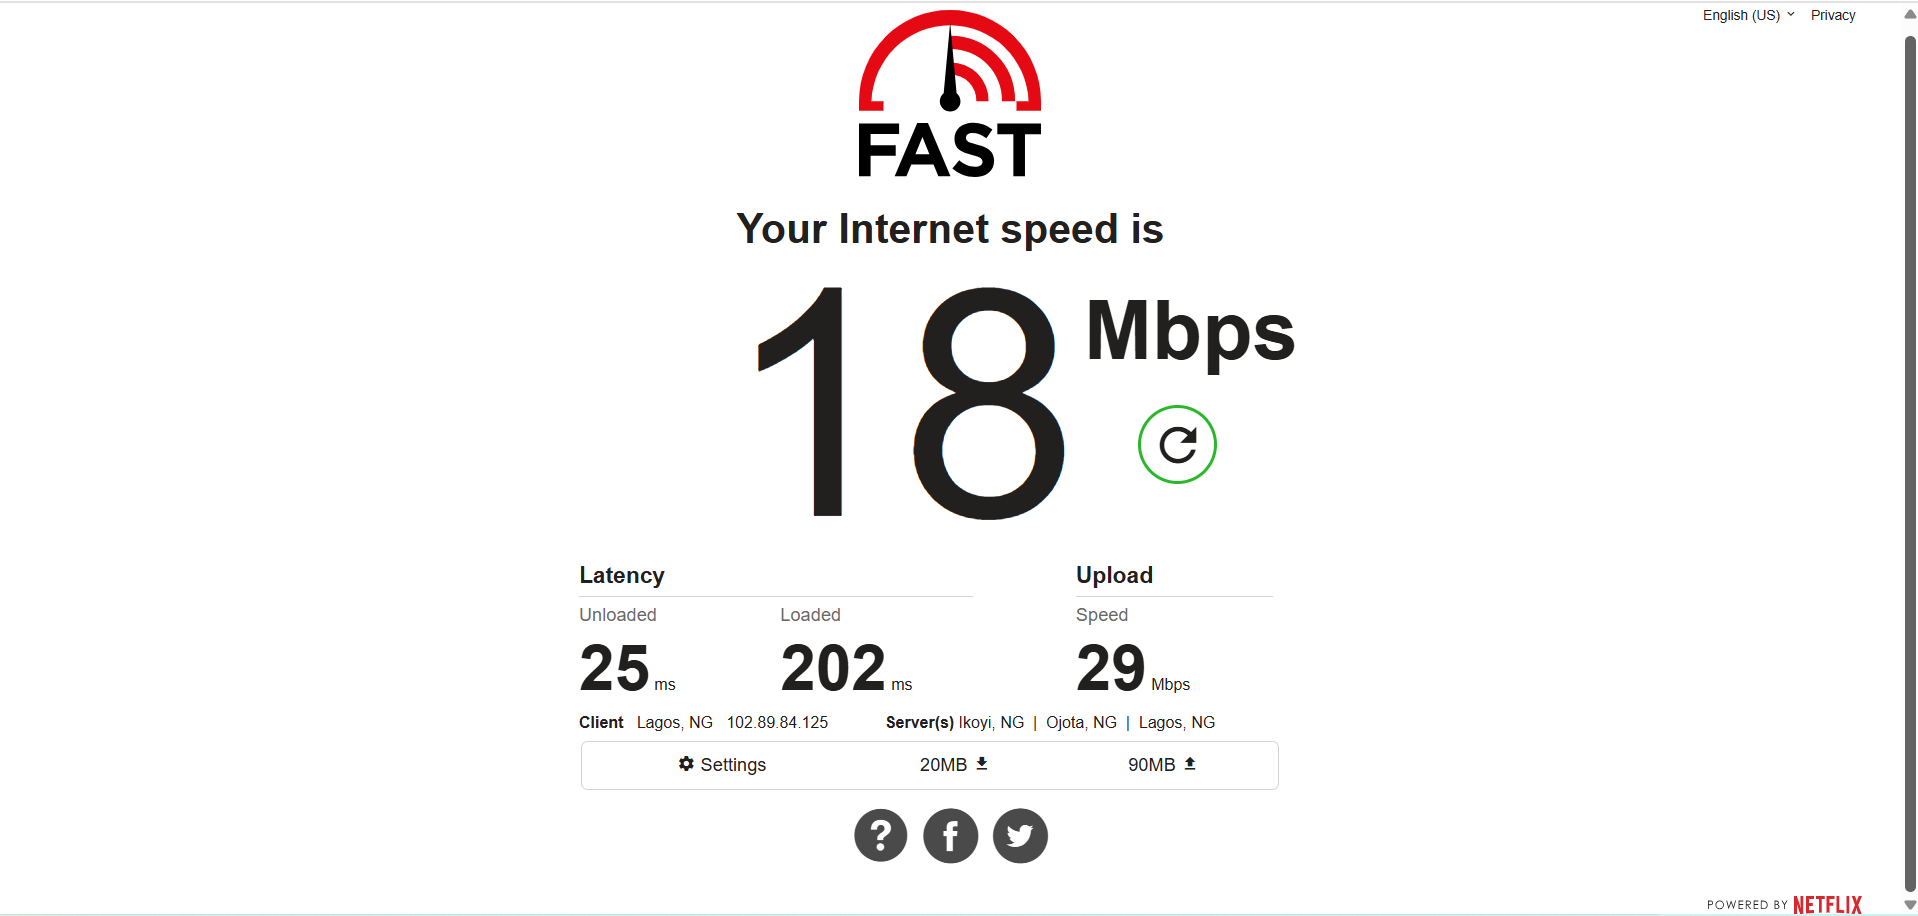 English (US) Privacy
FAST
Your Internet speed is
18 Mbps
Latency Upload
Unloaded Loaded Speed
25 ms 202 ms 29 Mbps
Client Lagos, NG 102.89.84.125 Server(s) Ikoyi, NG | Ojota, NG | Lagos, NG
Settings 20MB 90MB
POWERED BY NETFLIX